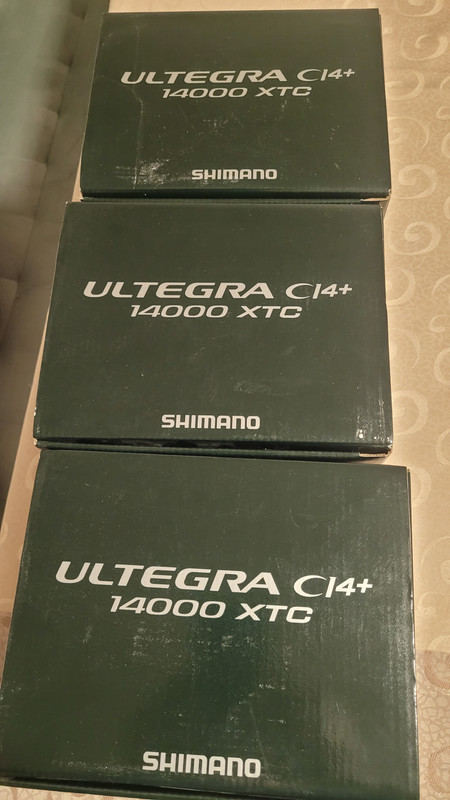 ULTEGRA CI4+
14000 XTC
SHIMANO
ULTEGRA CI4+
14000 XTC
SHIMANO
ULTEGRA CI4+
14000 XTC
SHIMANO